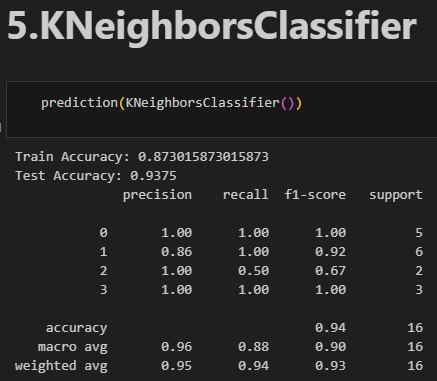 5.KNeighborsClassifier
prediction(KNeighborsClassifier())
Train Accuracy: 0.873015873015873
Test Accuracy: 0.9375
precision    recall  f1-score   support
0       1.00      1.00      1.00         5
1       0.86      1.00      0.92         6
2       1.00      0.50      0.67         2
3       1.00      1.00      1.00         3
accuracy                           0.94        16
macro avg       0.96      0.88      0.90        16
weighted avg       0.95      0.94      0.93        16